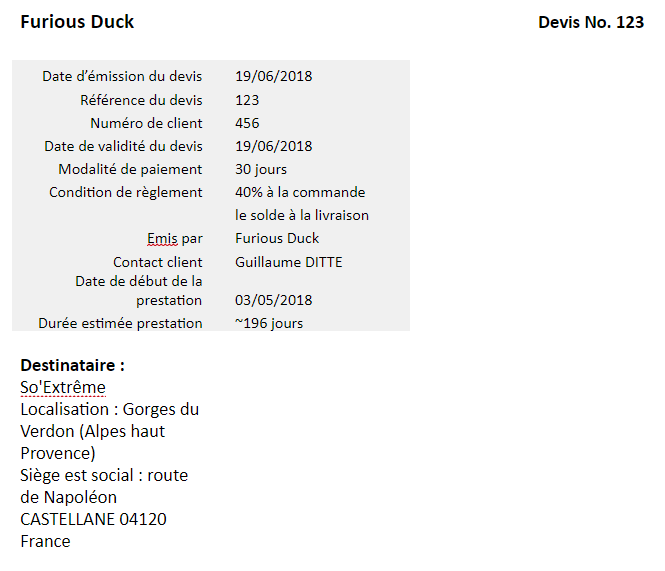 Furious Duck
Devis No. 123
Date d’émission du devis 19/06/2018
Référence du devis 123
Numéro de client 456
Date de validité du devis 19/06/2018
Modalité de paiement 30 jours
Condition de règlement 40% à la commande
le solde à la livraison
Emis par Furious Duck
Contact client Guillaume DITTE
Date de début de la
prestation 03/05/2018
Durée estimée prestation ~196 jours
Destinataire :
So'Extrême
Localisation : Gorges du
Verdon (Alpes haut
Provence)
Siège est social : route
de Napoléon
CASTELLANE 04120
France